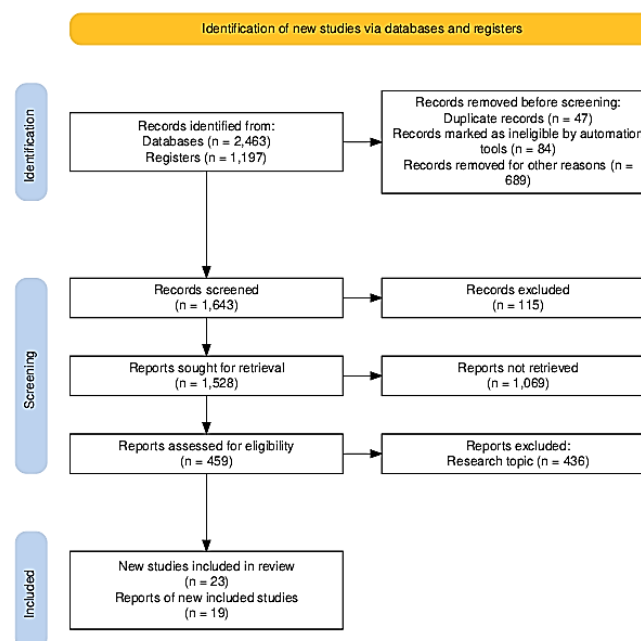 Identification of new studies via databases and registers
Identification
Records identified from:
Databases (n = 2,463)
Registers (n = 1,197)
Records removed before screening:
Duplicate records (n = 47)
Records marked as ineligible by automation
tools (n = 84)
Records removed for other reasons (n =
689)
Screening
Records screened
(n = 1,643)
Records excluded
(n = 115)
Reports sought for retrieval
(n = 1,528)
Reports not retrieved
(n = 1,069)
Reports assessed for eligibility
(n = 459)
Reports excluded:
Research topic (n = 436)
Included
New studies included in review
(n = 23)
Reports of new included studies
(n = 19)